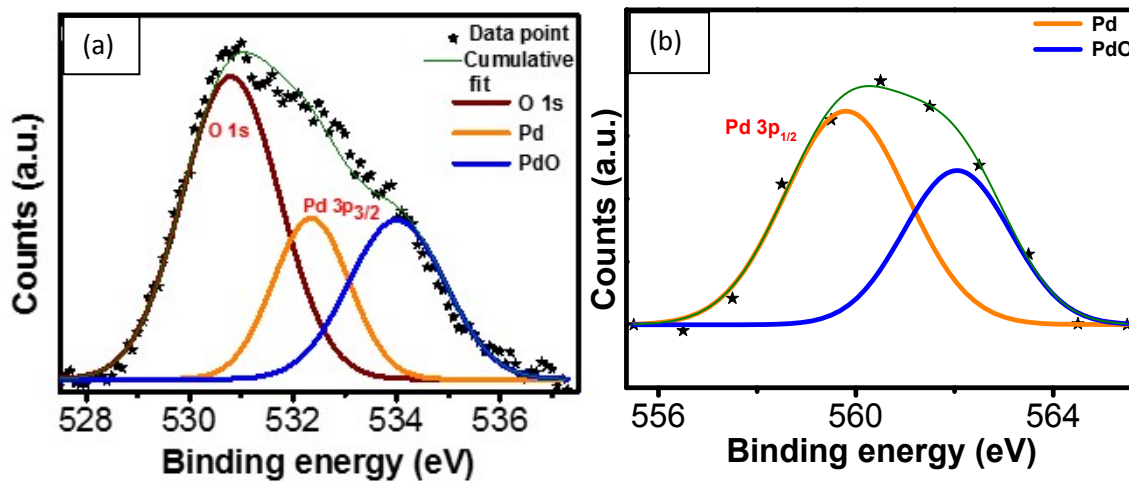 (a)
Data point
Cumulative
fit
O 1s
Pd
PdO
O 1s
Pd 3p3/2
Counts (a.u.)
528 530 532 534 536
Binding energy (eV)
(b)
Pd
PdO
Pd 3p1/2
Counts (a.u.)
556 560 564
Binding energy (eV)